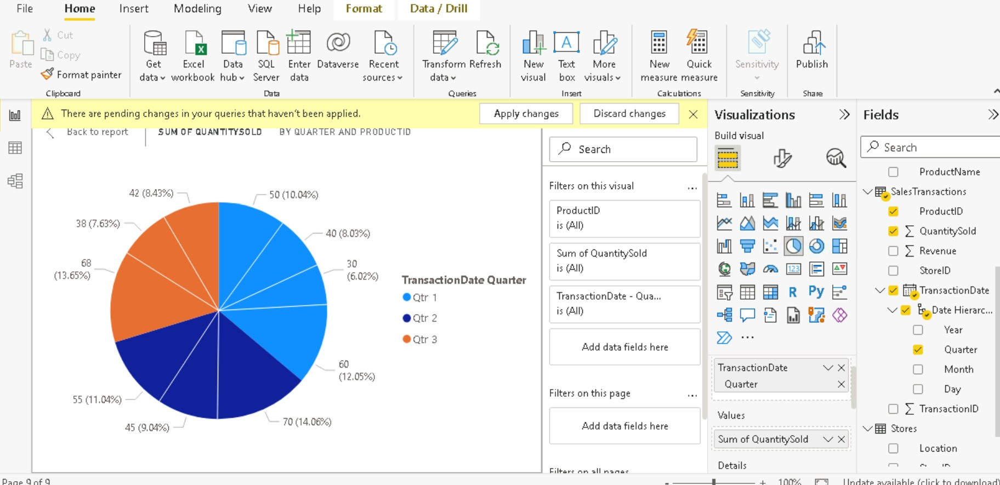 File Home Insert Modeling View Help Format Data / Drill
Paste
Cut
Copy
Format painter
Clipboard
Get data
Excel workbook
Data hub
SQL Server
Enter data
Dataverse
Recent sources
Data
Transform data
Refresh
Queries
New visual
Text box
More visuals
Insert
New measure
Quick measure
Calculations
Sensitivity
Sensitivity
Publish
Share
There are pending changes in your queries that haven't been applied.
Apply changes
Discard changes
Back to report
SUM OF QUANTITYSOLD BY QUARTER AND PRODUCTID
42 (8.43%)
50 (10.04%)
38 (7.63%)
40 (8.03%)
68
(13.65%)
30
(6.02%)
60
(12.05%)
55 (11.04%)
45 (9.04%)
70 (14.06%)
TransactionDate Quarter
Qtr 1
Qtr 2
Qtr 3
Search
Filters on this visual ...
ProductID
is (All)
Sum of QuantitySold
is (All)
TransactionDate - Qua...
is (All)
Add data fields here
Filters on this page ...
Add data fields here
Filters on all pages
Visualizations
Build visual
123
R
Py
...
TransactionDate
Quarter
Values
Sum of QuantitySold
Details
Fields
Search
ProductName
SalesTransactions
ProductID
∑ QuantitySold
∑ Revenue
StoreID
TransactionDate
Date Hierarc...
Year
Quarter
Month
Day
∑ TransactionID
Stores
Location
Page 9 of 9
- + 100%
Update available (click to download)